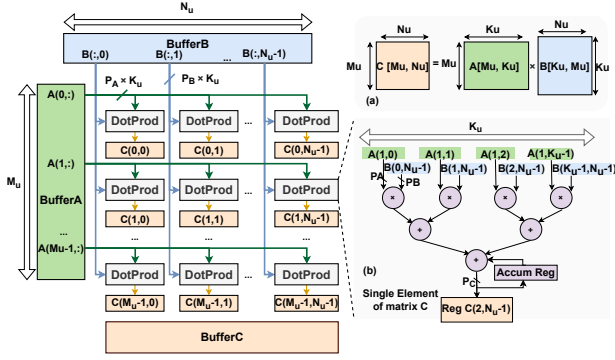 Nu
BufferB
B(:,0) B(:,1) ... B(:,Nu-1)
PA × Ku
PB × Ku
Mu
A(0,:)
A(1,:)
BufferA
...
A(Mu-1,:)
DotProd DotProd ... DotProd
C(0,0) C(0,1) C(0,Nu-1)
DotProd DotProd ... DotProd
C(1,0) C(1,1) C(1,Nu-1)
... ... ...
DotProd DotProd ... DotProd
C(Mu-1,0) C(Mu-1,1) C(Mu-1,Nu-1)
BufferC
Nu Ku Nu
Mu C [Mu, Nu] = Mu A[Mu, Ku] × B[Ku, Mu] Ku
(a)
Ku
A(1,0) A(1,1) A(1,2) A(1,Ku-1)
B(0,Nu-1) B(1,Nu-1) B(2,Nu-1) B(Ku-1,Nu-1)
PA PB
× × × ×
+ +
+
(b)
Accum Reg
PC
Single Element
of matrix C
Reg C(2,Nu-1)